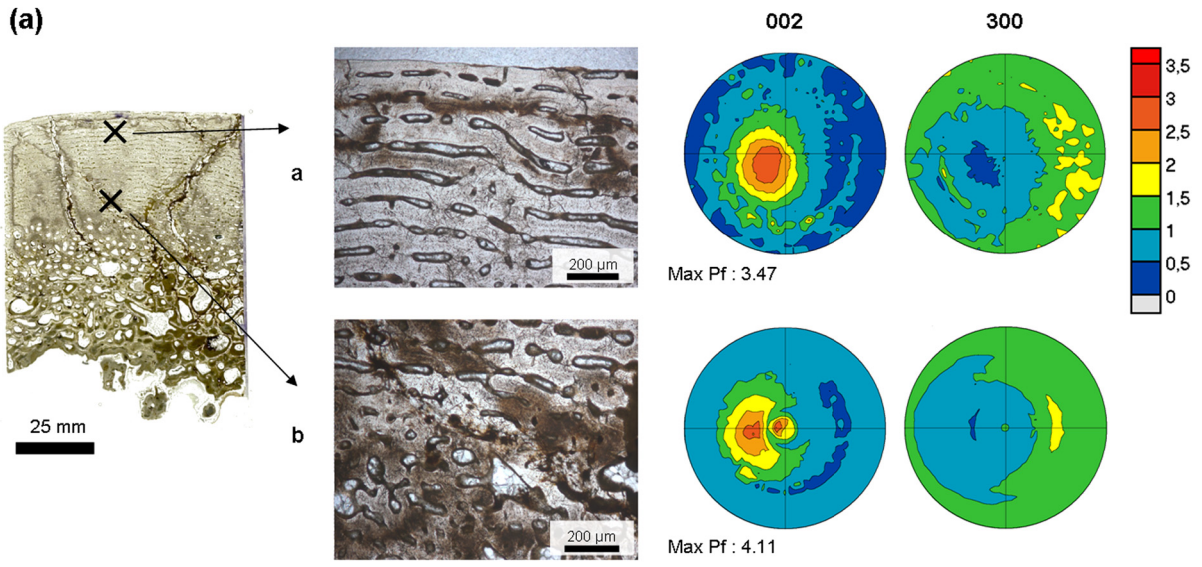 (a)
002 300
a
200 µm
Max Pf : 3.47
3,5
3
2,5
2
1,5
1
0,5
0
25 mm
b
200 µm
Max Pf : 4.11